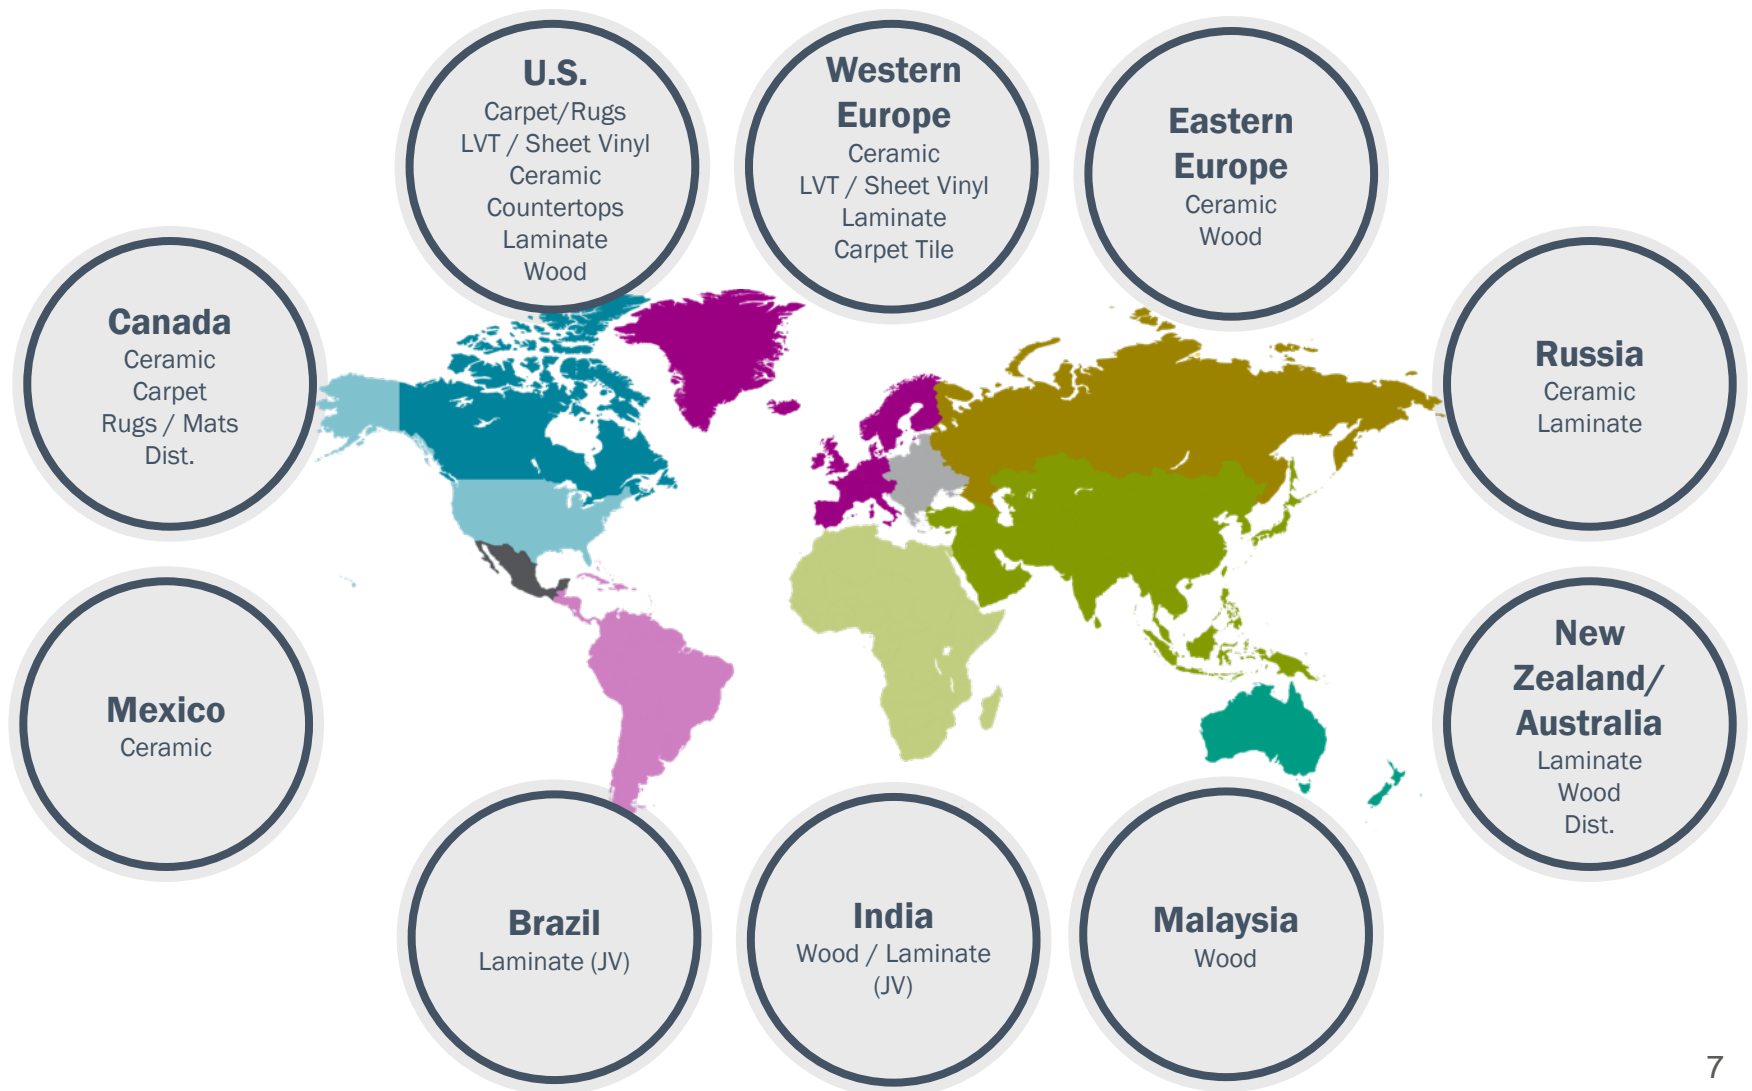 U.S.
Carpet/Rugs
LVT / Sheet Vinyl
Ceramic
Countertops
Laminate
Wood
Western
Europe
Ceramic
LVT / Sheet Vinyl
Laminate
Carpet Tile
Eastern
Europe
Ceramic
Wood
Canada
Ceramic
Carpet
Rugs / Mats
Dist.
Russia
Ceramic
Laminate
Mexico
Ceramic
New
Zealand/
Australia
Laminate
Wood
Dist.
Brazil
Laminate (JV)
India
Wood / Laminate
(JV)
Malaysia
Wood
7